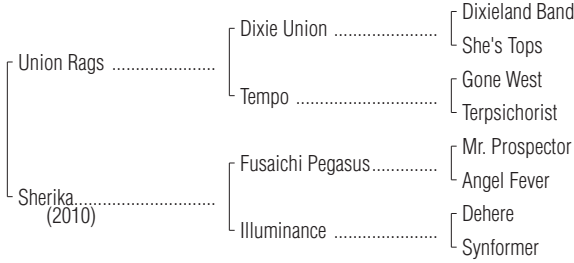 Dixieland Band
Dixie Union ..................
She's Tops
Union Rags ......................
Gone West
Tempo ........................
Terpsichorist
Mr. Prospector
Fusaichi Pegasus.............
Angel Fever
Sherika..............................
(2010)
Dehere
Illuminance ..................
Synformer